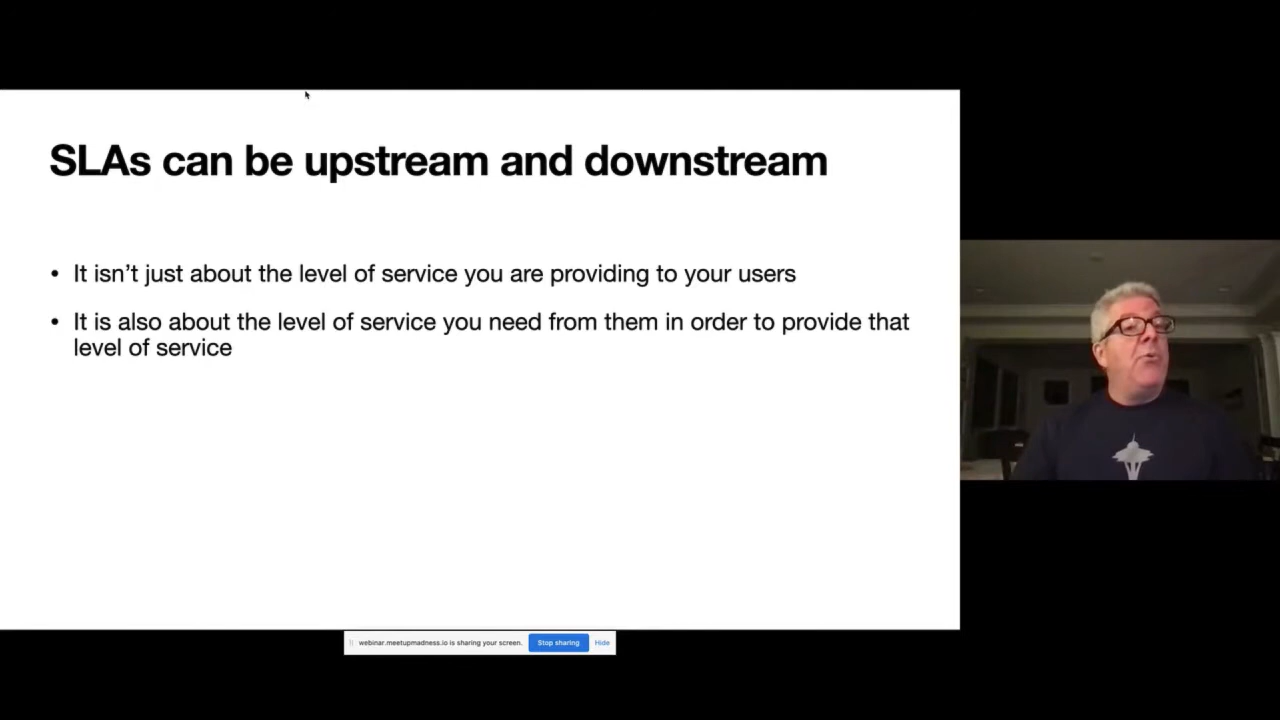 SLAs can be upstream and downstream
• It isn’t just about the level of service you are providing to your users
• It is also about the level of service you need from them in order to provide that
level of service
webinar.meetupmadness.io is sharing your screen. Stop sharing Hide